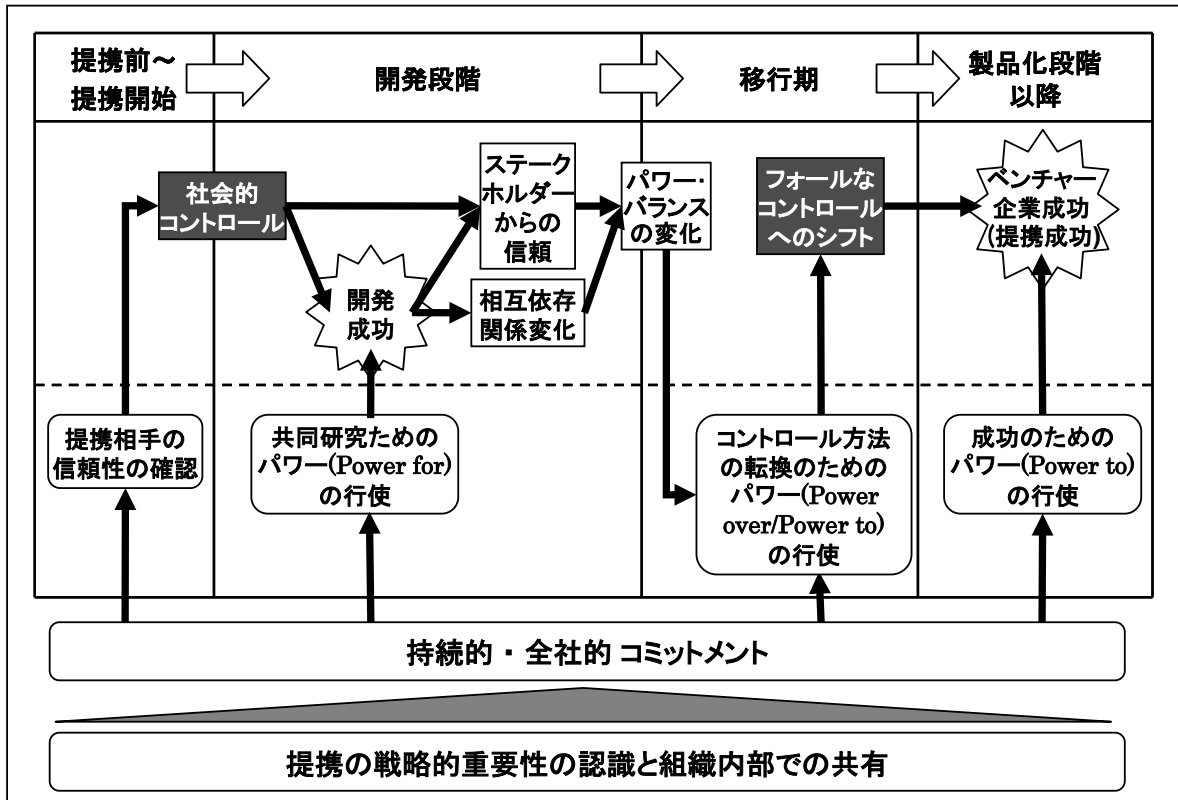 提携前～
提携開始
開発段階
移行期
製品化段階
以降
社会的
コントロール
開発
成功
ステーク
ホルダー
からの
信頼
相互依存
関係変化
パワー・
バランス
の変化
フォールな
コントロール
へのシフト
ベンチャー
企業成功
(提携成功)
提携相手の
信頼性の確認
共同研究ための
パワー(Power for)
の行使
コントロール方法
の転換のための
パワー(Power
over/Power to)
の行使
成功のための
パワー(Power to)
の行使
持続的・全社的 コミットメント
提携の戦略的重要性の認識と組織内部での共有